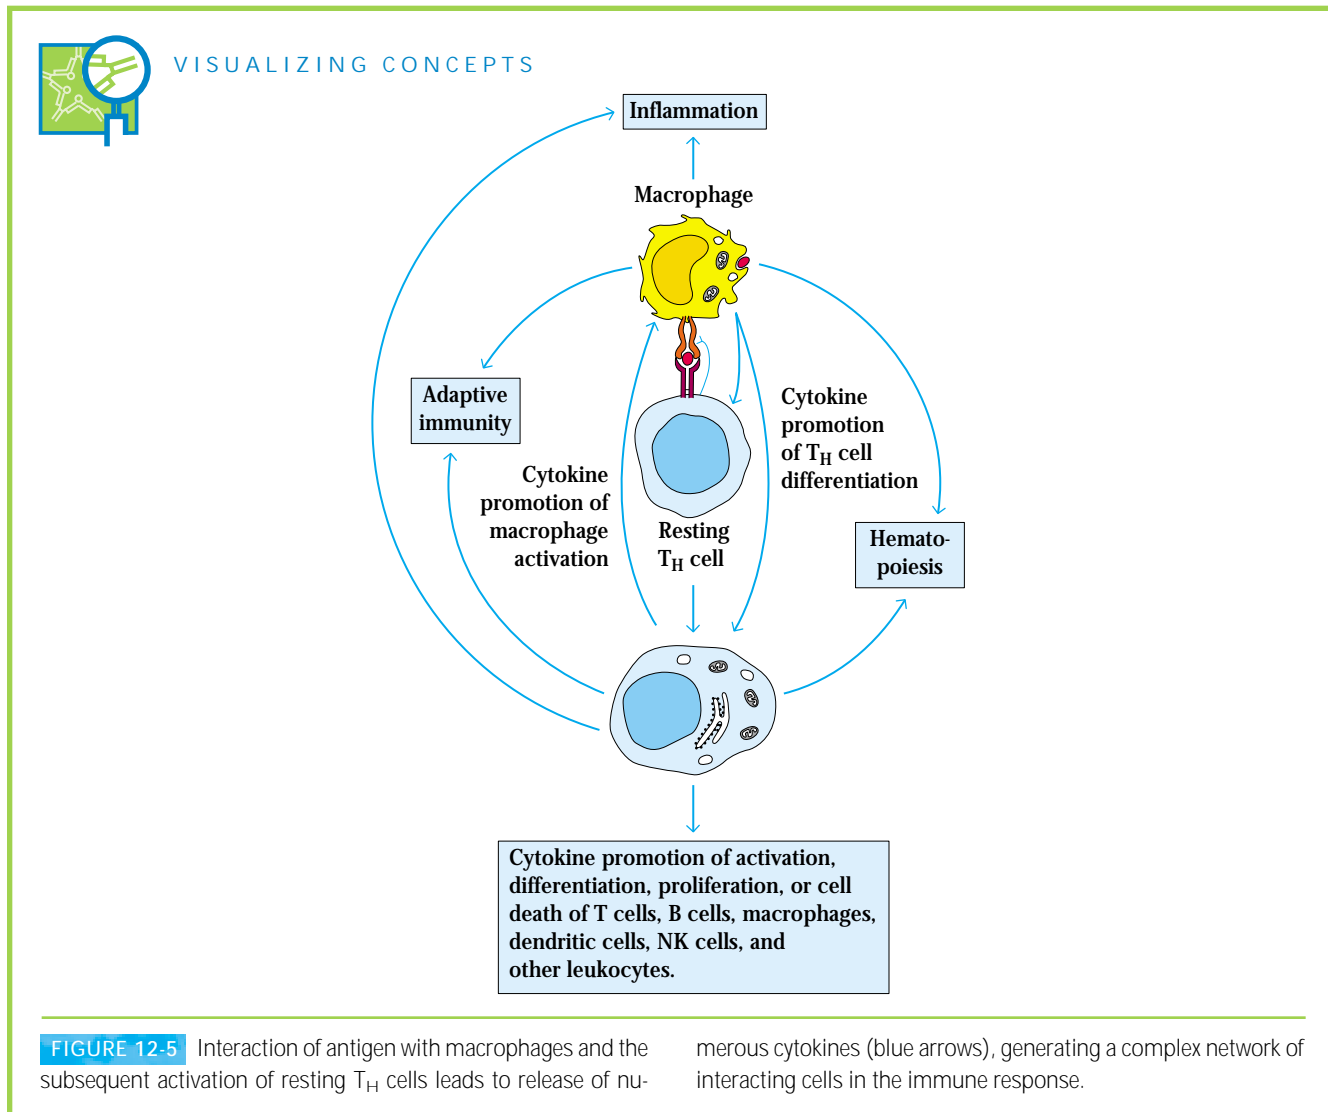 VISUALIZING CONCEPTS
Inflammation
Macrophage
Adaptive
immunity
Cytokine
promotion
of TH cell
differentiation
Cytokine
promotion of
macrophage
activation
Resting
TH cell
Hemato-
poiesis
Cytokine promotion of activation,
differentiation, proliferation, or cell
death of T cells, B cells, macrophages,
dendritic cells, NK cells, and
other leukocytes.
FIGURE 12-5 Interaction of antigen with macrophages and the
subsequent activation of resting TH cells leads to release of nu-
merous cytokines (blue arrows), generating a complex network of
interacting cells in the immune response.